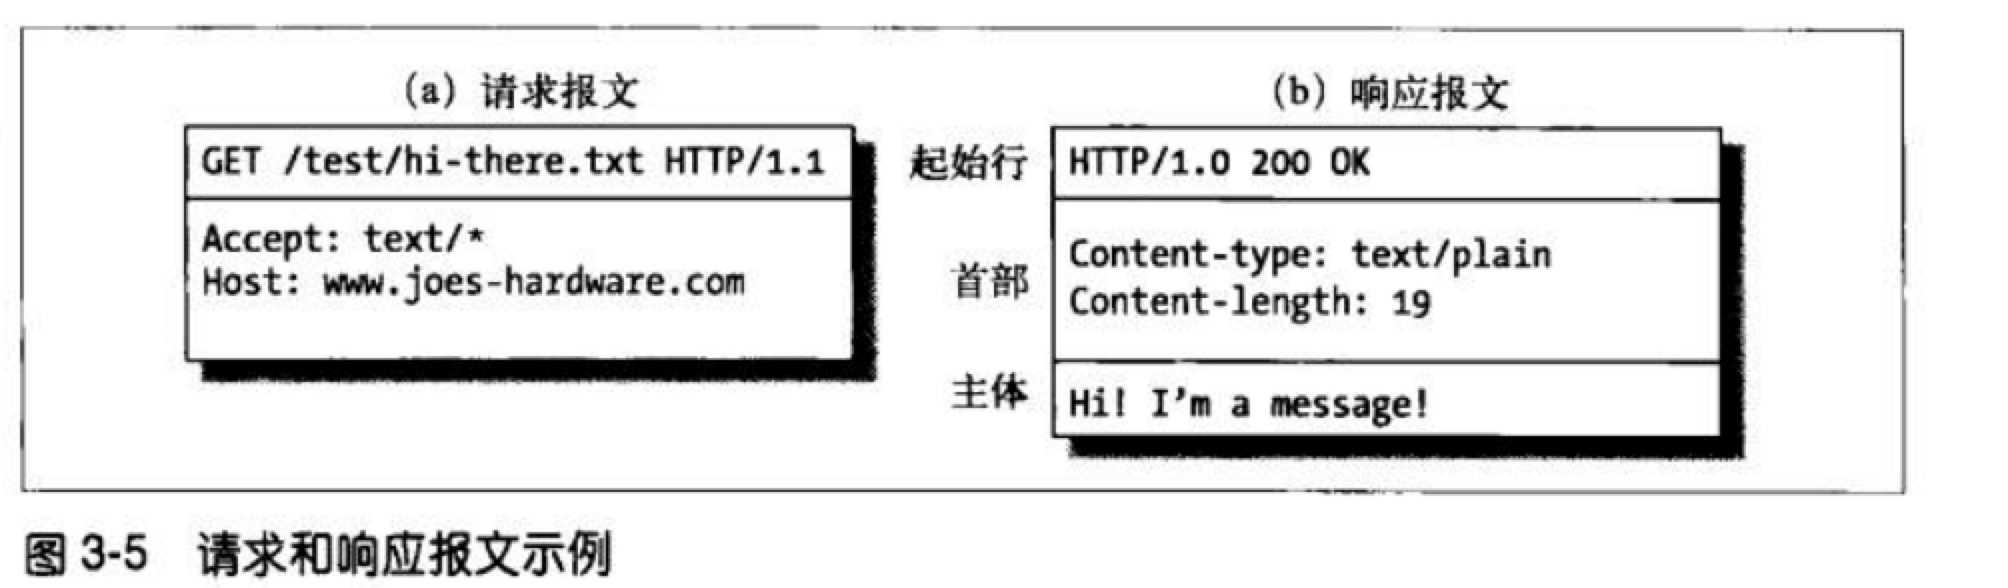 (a) 请求报文
GET /test/hi-there.txt HTTP/1.1
Accept: text/*
Host: www.joes-hardware.com
起始行
首部
主体
(b) 响应报文
HTTP/1.0 200 OK
Content-type: text/plain
Content-length: 19
Hi! I'm a message!
图 3-5 请求和响应报文示例